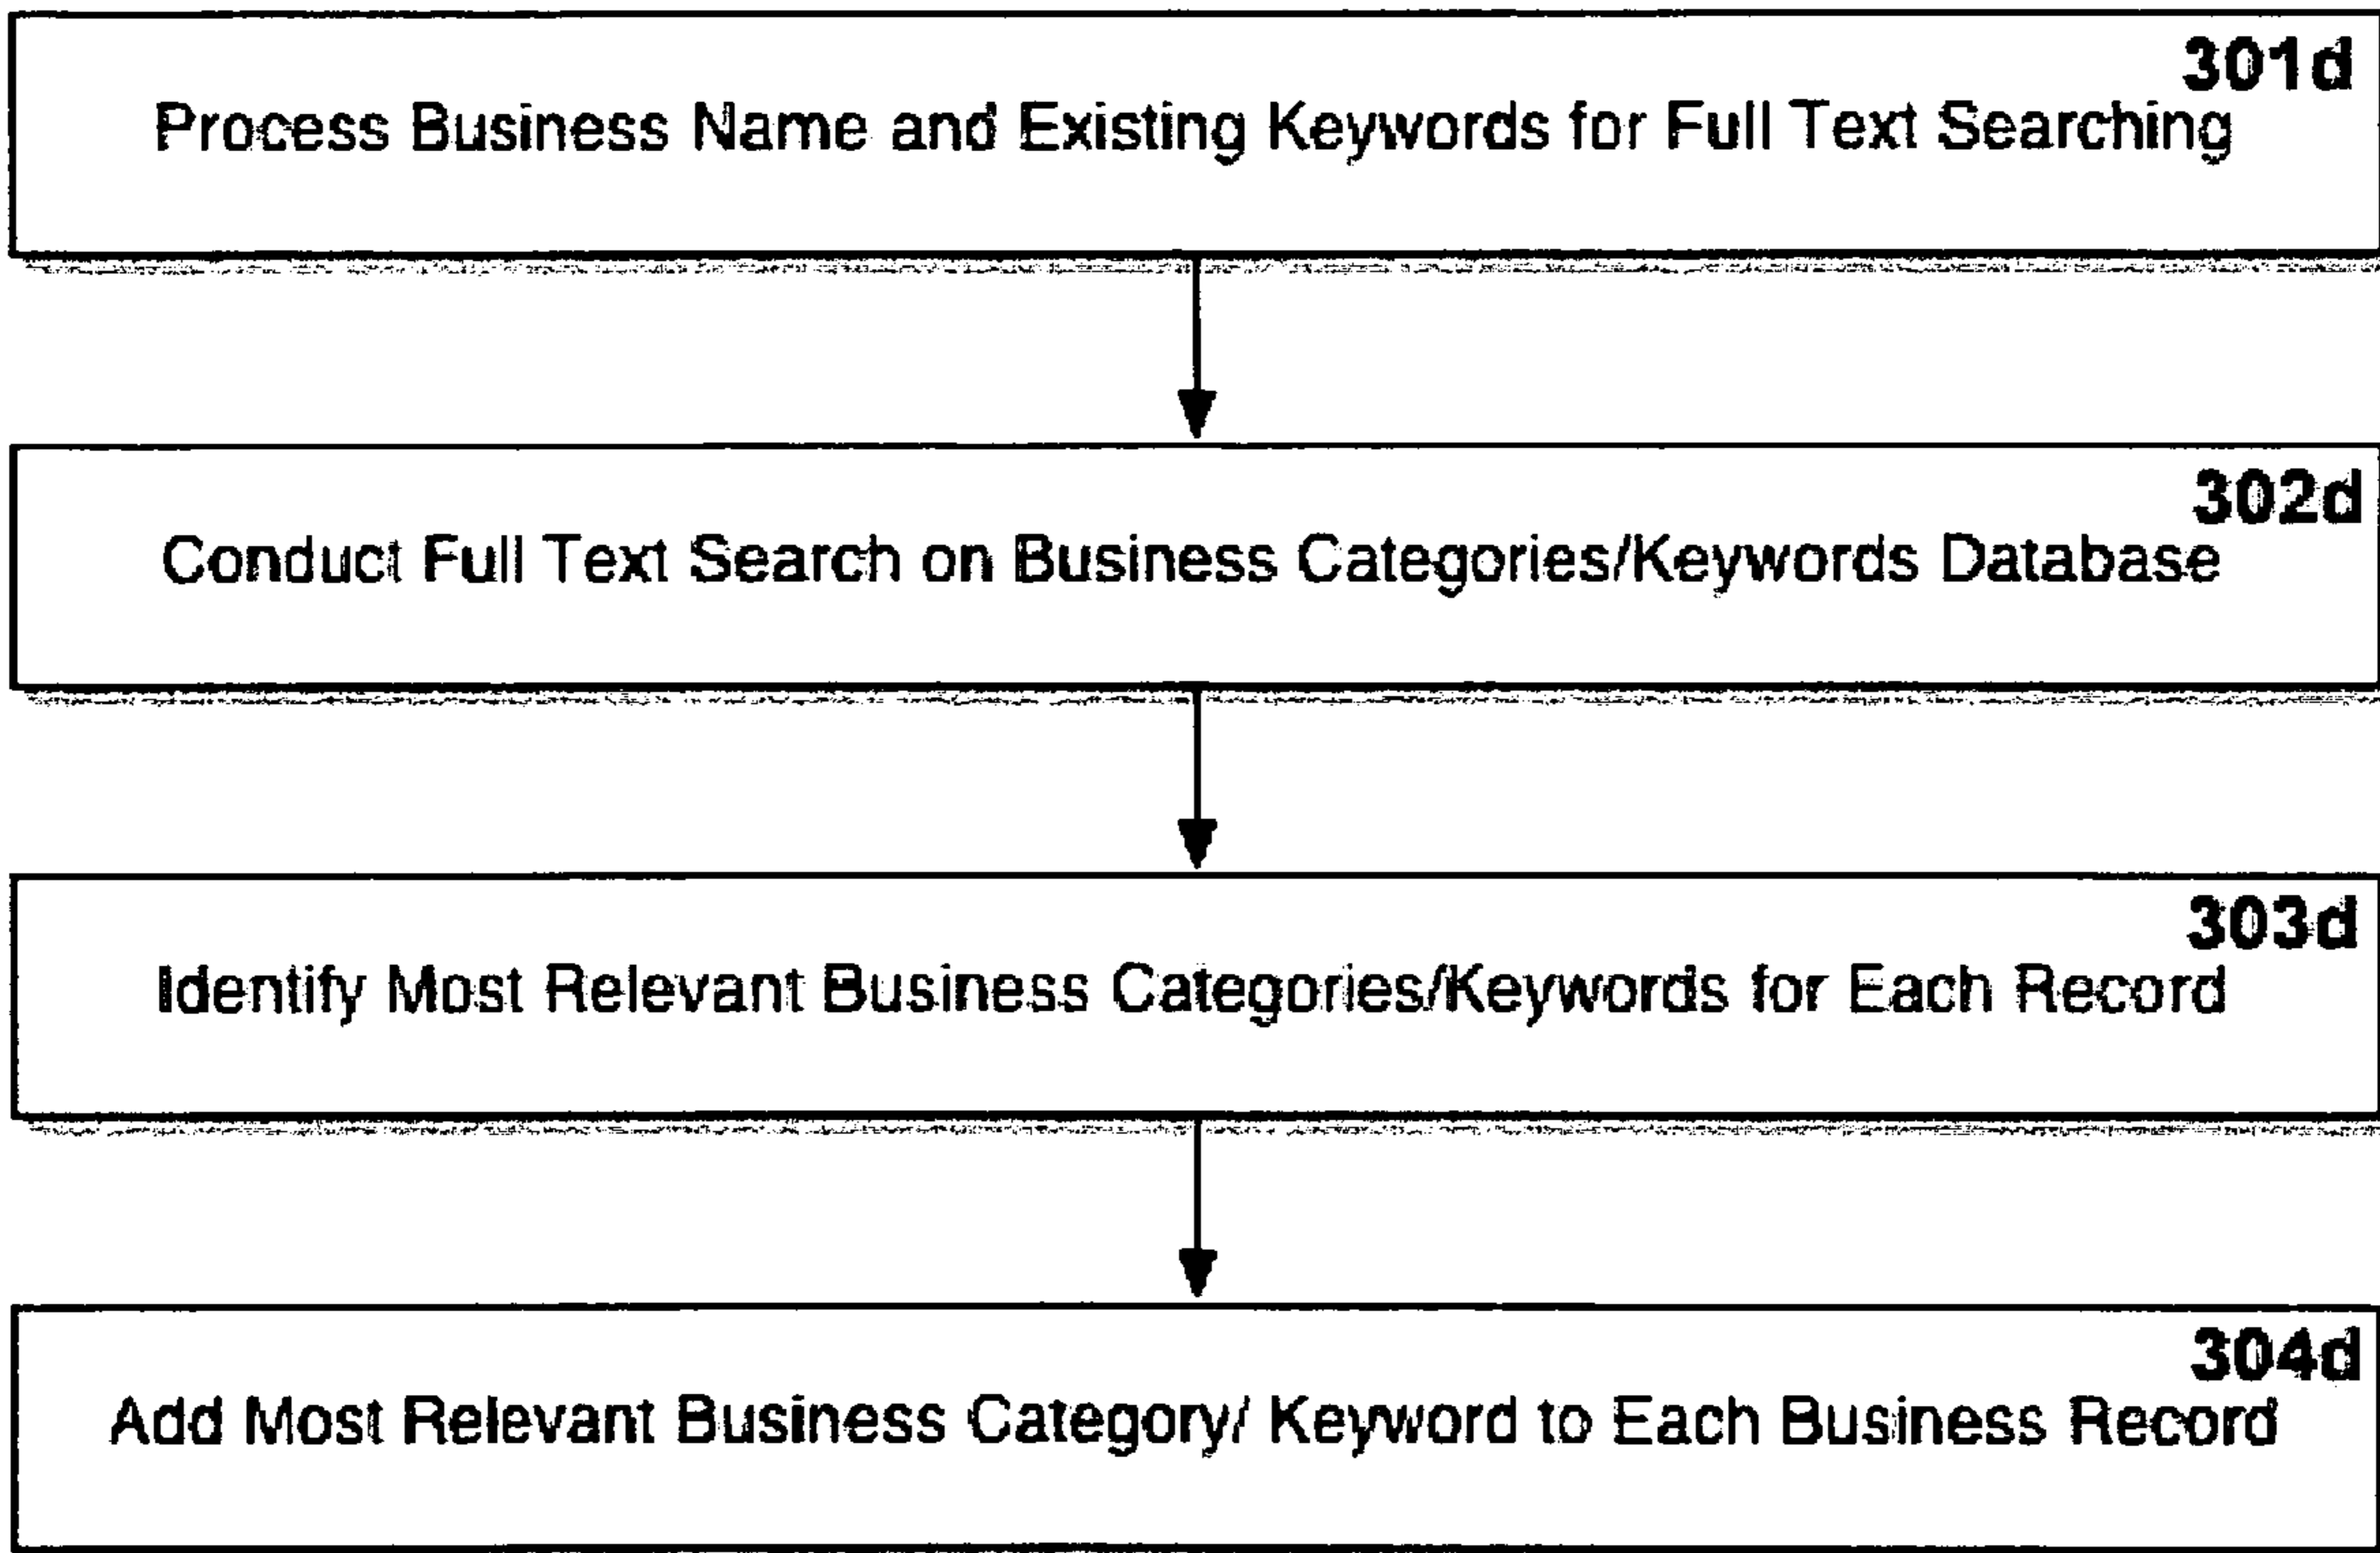 301d
Process Business Name and Existing Keywords for Full Text Searching
302d
Conduct Full Text Search on Business Categories/Keywords Database
303d
Identify Most Relevant Business Categories/Keywords for Each Record
304d
Add Most Relevant Business Category/ Keyword to Each Business Record